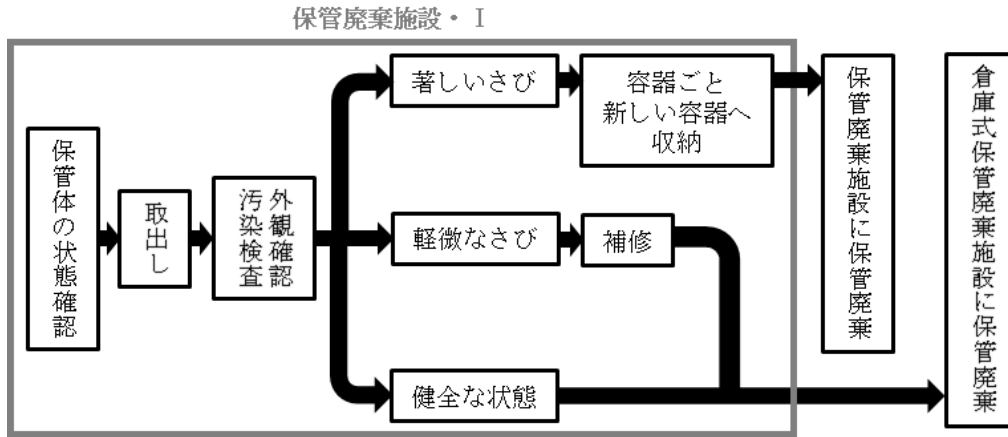 保管廃棄施設・Ⅰ
保管体の状態確認
取出し
外観確認
汚染検査
著しいさび
容器ごと
新しい容器へ
収納
保管廃棄施設に保管廃棄
軽微なさび
補修
健全な状態
倉庫式保管廃棄施設に保管廃棄